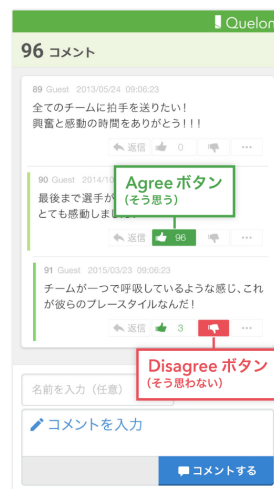 Quelon
96 コメント
89 Guest 2013/05/24 09:06:23
全てのチームに拍手を送りたい!
興奮と感動の時間をありがとう!!!
返信 0 ...
90 Guest 2014/10
Agree ボタン
(そう思う)
最後まで選手が
とても感動しま
返信 96 ...
91 Guest 2015/03/23 09:06:23
チームが一つで呼吸しているような感じ、これ
が彼らのプレースタイルなんだ!
返信 3 ...
Disagree ボタン
(そう思わない)
名前を入力(任意)
コメントを入力
コメントする